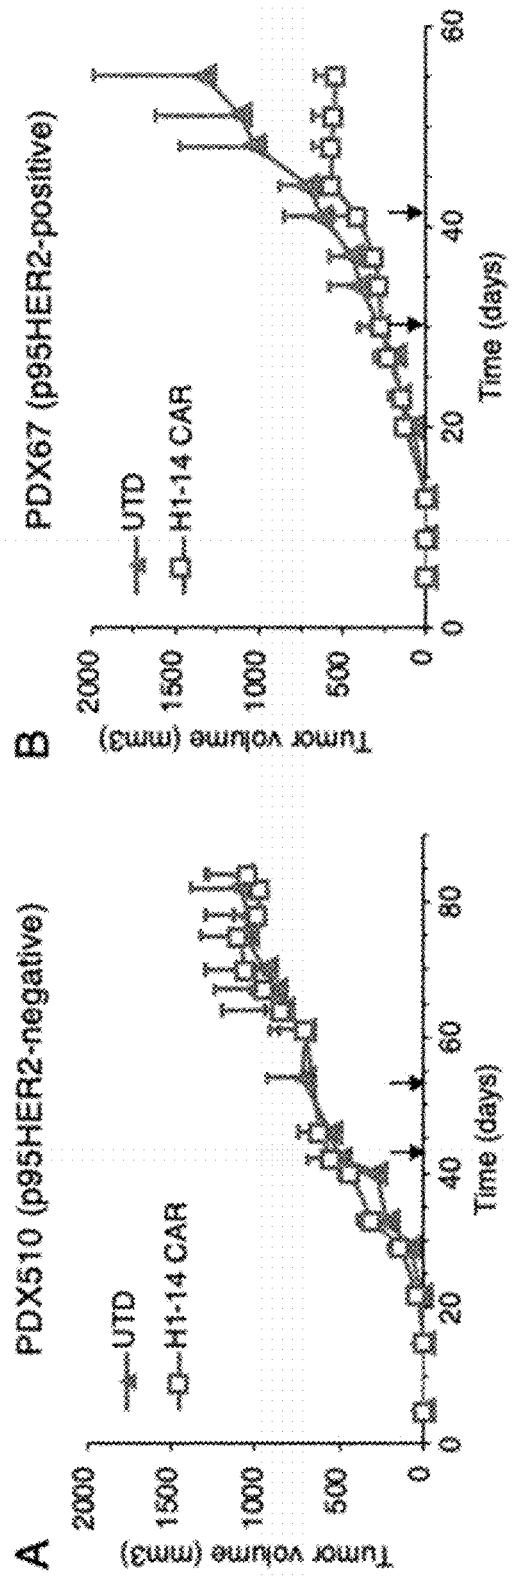 A
PDX510 (p95HER2-negative)
UTD
H1-14 CAR
Tumor volume (mm3)
2000
1500
1000
500
0
0
20
40
60
80
Time (days)
B
PDX67 (p95HER2-positive)
UTD
H1-14 CAR
Tumor volume (mm3)
2000
1500
1000
500
0
0
20
40
60
Time (days)